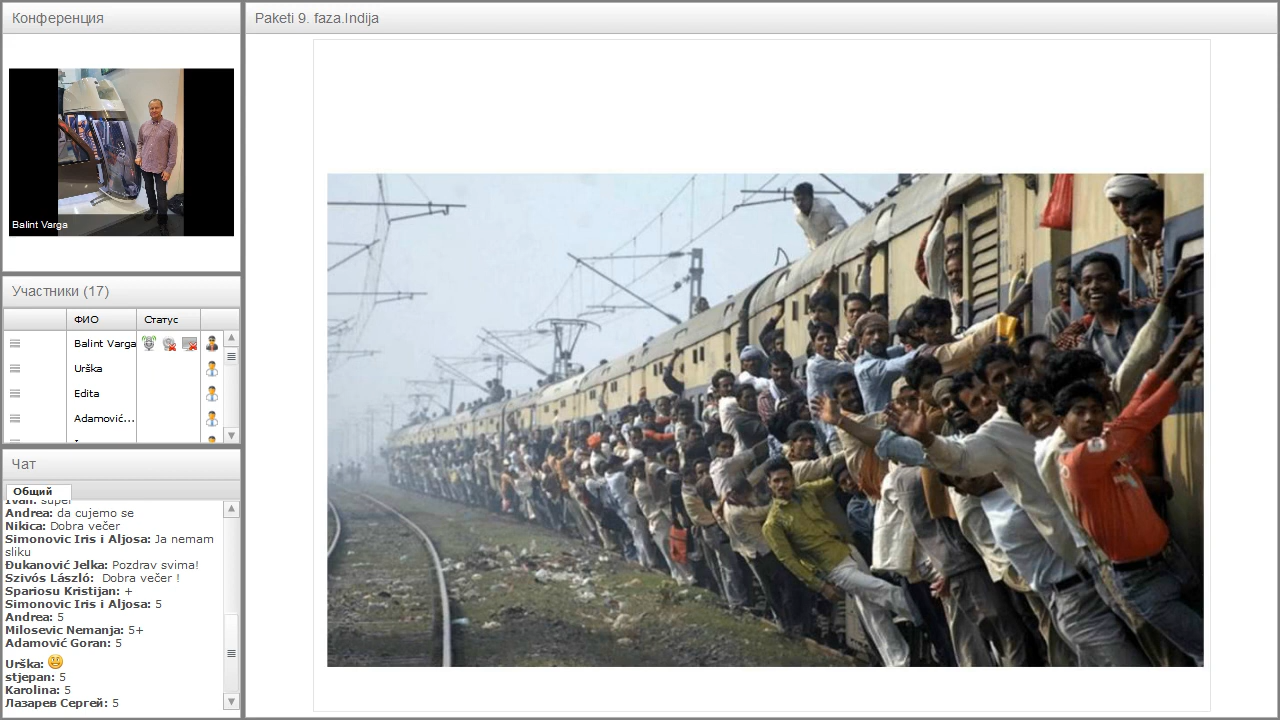 Конференция
Balint Varga
Участники (17)
ФИО
Статус
Balint Varga
Urška
Edita
Adamović...
Чат
Общий
Ivan: super
Andrea: da cujemo se
Nikica: Dobra večer
Simonovic Iris i Aljosa: Ja nemam
sliku
Đukanović Jelka: Pozdrav svima!
Szivós László: Dobra večer !
Spariosu Kristijan: +
Simonovic Iris i Aljosa: 5
Andrea: 5
Milosevic Nemanja: 5+
Adamović Goran: 5
Urška:
stjepan: 5
Karolina: 5
Лазарев Сергей: 5
Paketi 9. faza.Indija